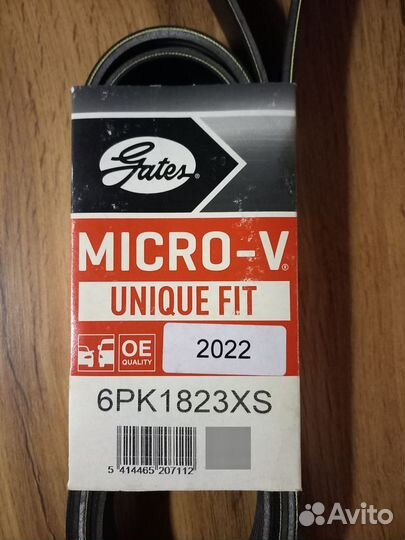 Gates®
MICRO-V®
UNIQUE FIT
OE
QUALITY
2022
6PK1823XS
5 414465 207112
Avito